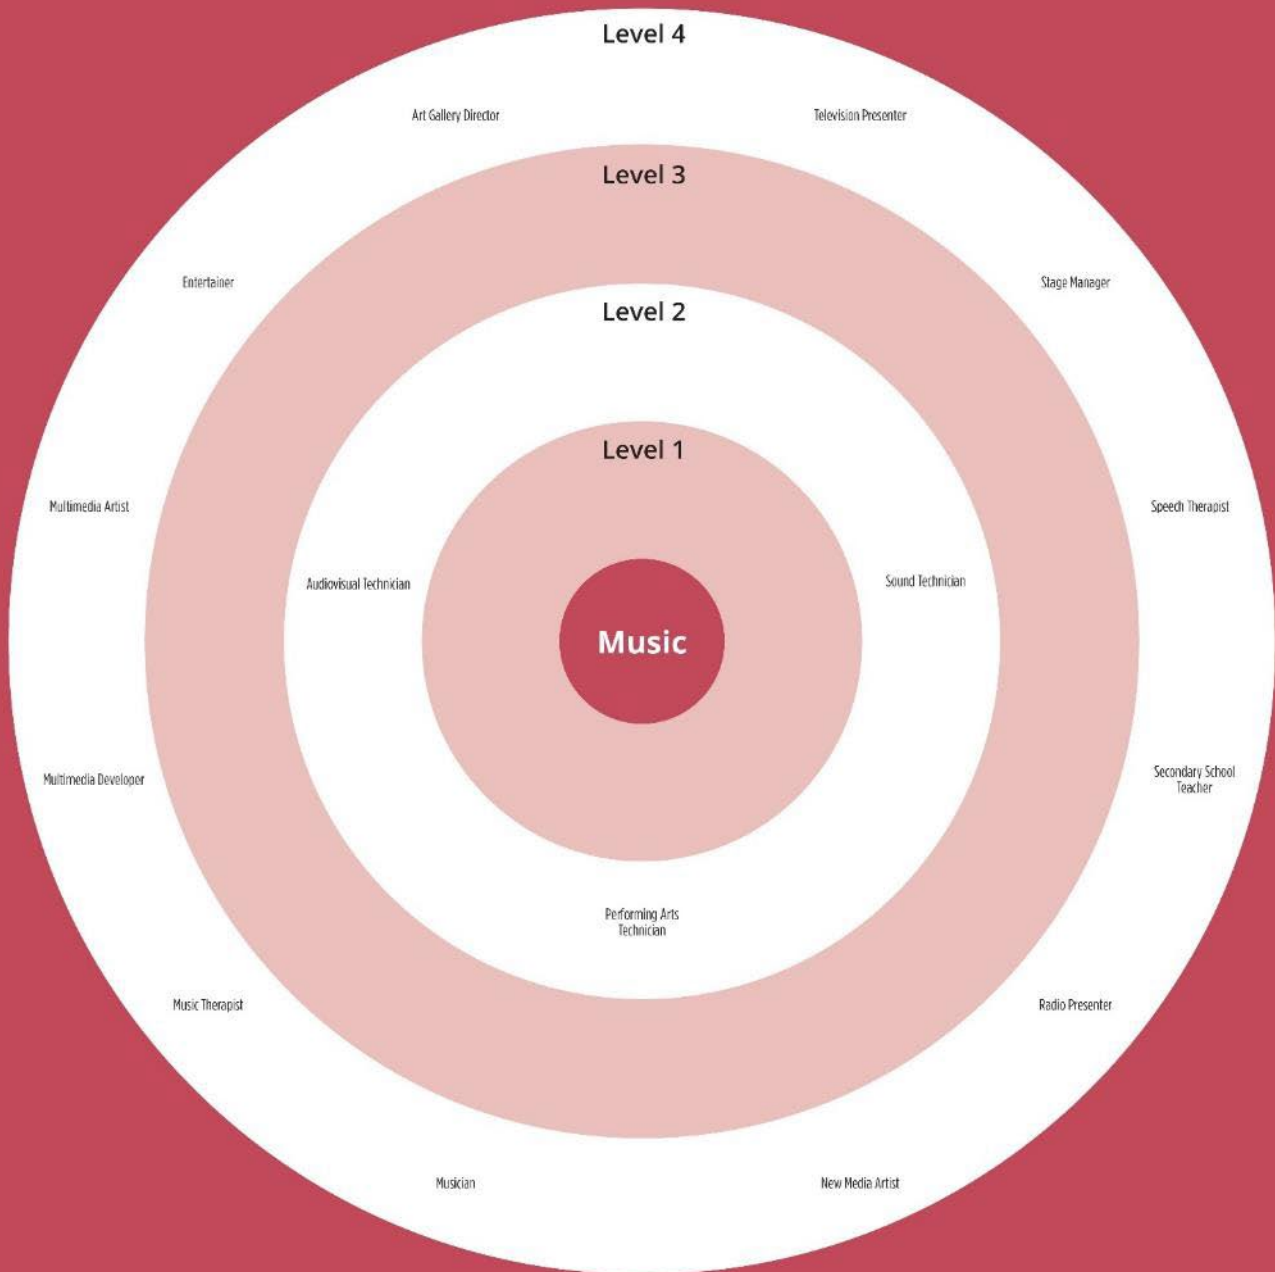 Level 4
Art Gallery Director
Television Presenter
Level 3
Entertainer
Stage Manager
Level 2
Level 1
Multimedia Artist
Speech Therapist
Audiovisual Technician
Sound Technician
Music
Multimedia Developer
Secondary School
Teacher
Performing Arts
Technician
Music Therapist
Radio Presenter
Musician
New Media Artist